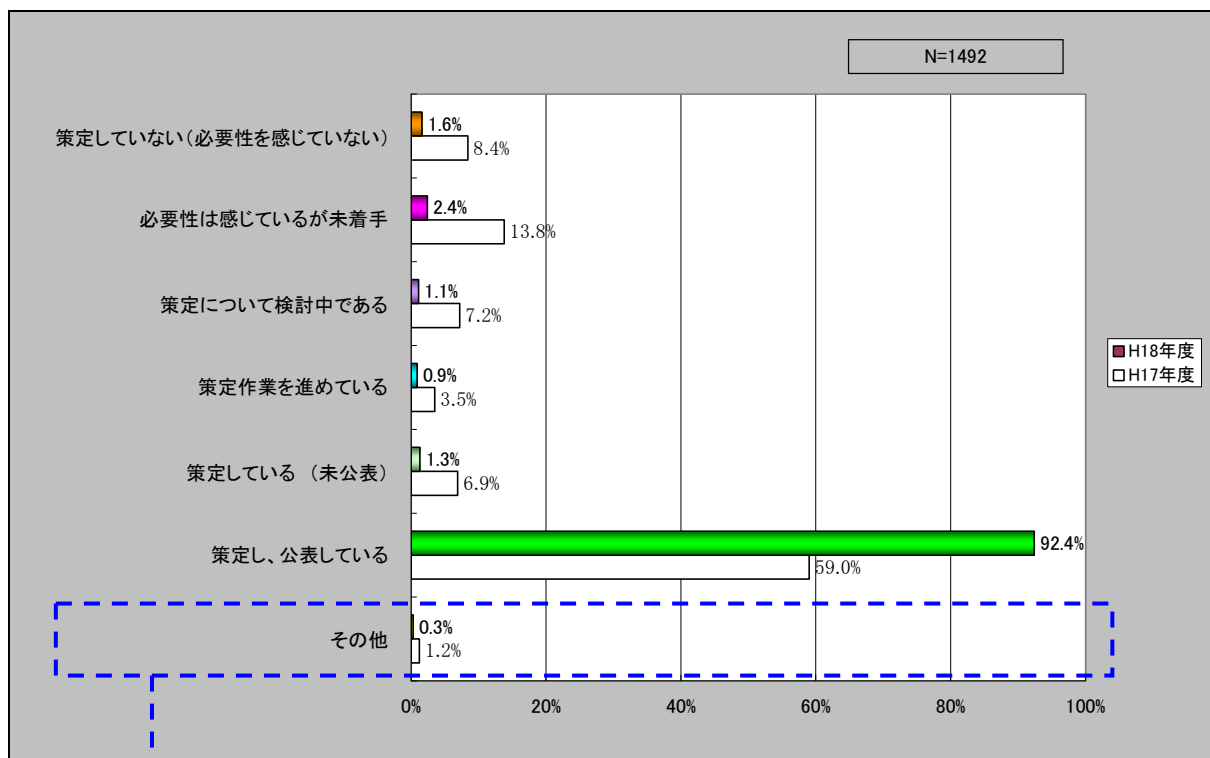 N=1492
策定していない（必要性を感じていない）
1.6%
8.4%
必要性は感じているが未着手
2.4%
13.8%
策定について検討中である
1.1%
7.2%
策定作業を進めている
0.9%
3.5%
策定している （未公表）
1.3%
6.9%
策定し、公表している
92.4%
59.0%
その他
0.3%
1.2%
0% 20% 40% 60% 80% 100%
H18年度
H17年度